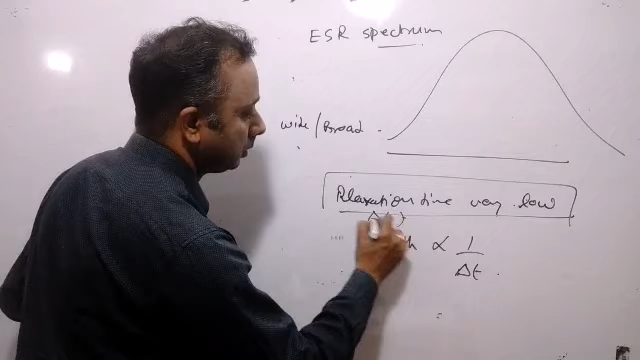 ESR spectrum
wide/Broad
Relaxation time very low
∝ 1
Δt